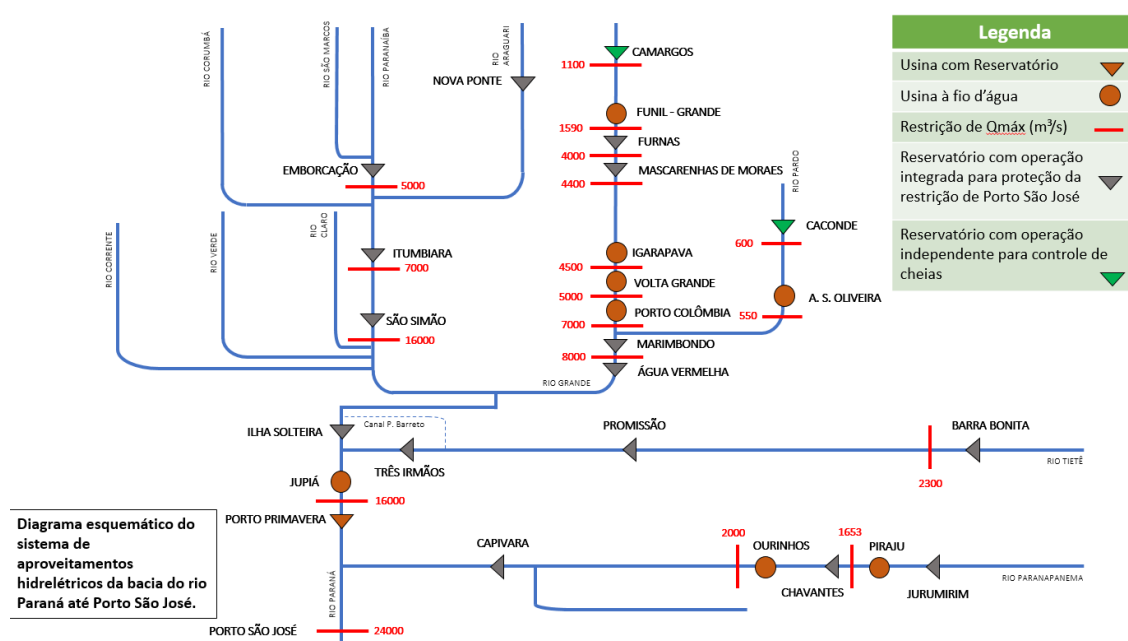 RIO CORUMBÁ
RIO SÃO MARCOS
RIO PARANAÍBA
RIO
ARAGUARI
NOVA PONTE
CAMARGOS
1100
FUNIL - GRANDE
1590
FURNAS
4000
MASCARENHAS DE MORAES
4400
EMBORCAÇÃO
5000
RIO PARDO
CACONDE
600
RIO CORRENTE
RIO VERDE
RIO
CLARO
ITUMBIARA
7000
IGARAPAVA
4500
VOLTA GRANDE
5000
A. S. OLIVEIRA
550
PORTO COLÔMBIA
7000
SÃO SIMÃO
16000
MARIMBONDO
8000
ÁGUA VERMELHA
RIO GRANDE
Legenda
Usina com Reservatório
Usina à fio d'água
Restrição de Qmáx (m³/s)
Reservatório com operação
integrada para proteção da
restrição de Porto São José
Reservatório com operação
independente para controle de
cheias
ILHA SOLTEIRA
Canal P. Barreto
TRÊS IRMÃOS
PROMISSÃO
BARRA BONITA
RIO TIETÊ
2300
JUPIÁ
16000
PORTO PRIMAVERA
Diagrama esquemático do
sistema de
aproveitamentos
hidrelétricos da bacia do rio
Paraná até Porto São José.
CAPIVARA
2000
OURINHOS
1653
PIRAJU
CHAVANTES
JURUMIRIM
RIO PARANAPANEMA
RIO PARANÁ
PORTO SÃO JOSÉ
24000